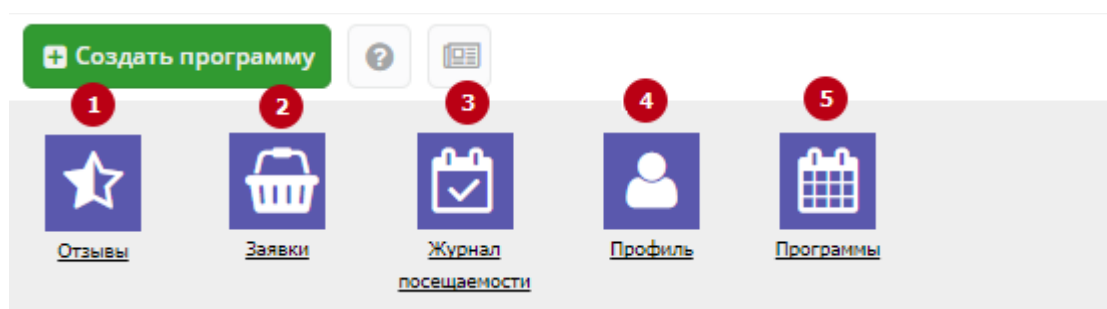 Создать программу
1 2 3 4 5
Отзывы Заявки Журнал посещаемости Профиль Программы